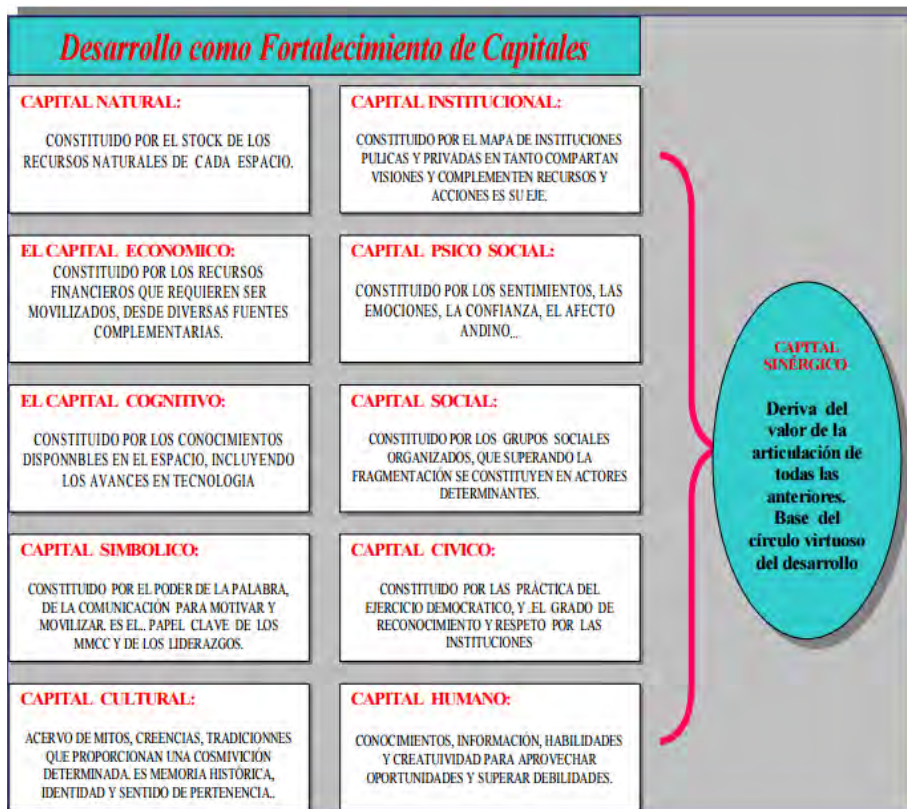 Desarrollo como Fortalecimiento de Capitales
CAPITAL NATURAL:
CONSTITUIDO POR EL STOCK DE LOS
RECURSOS NATURALES DE CADA ESPACIO.
CAPITAL INSTITUCIONAL:
CONSTITUIDO POR EL MAPA DE INSTITUCIONES
PULICAS Y PRIVADAS EN TANTO COMPARTAN
VISIONES Y COMPLEMENTEN RECURSOS Y
ACCIONES ES SU EJE.
EL CAPITAL ECONOMICO:
CONSTITUIDO POR LOS RECURSOS
FINANCIEROS QUE REQUIEREN SER
MOVILIZADOS, DESDE DIVERSAS FUENTES
COMPLEMENTARIAS.
CAPITAL PSICO SOCIAL:
CONSTITUIDO POR LOS SENTIMIENTOS, LAS
EMOCIONES, LA CONFIANZA, EL AFECTO
ANDINO...
EL CAPITAL COGNITIVO:
CONSTITUIDO POR LOS CONOCIMIENTOS
DISPONNBLES EN EL ESPACIO, INCLUYENDO
LOS AVANCES EN TECNOLOGIA
CAPITAL SOCIAL:
CONSTITUIDO POR LOS GRUPOS SOCIALES
ORGANIZADOS, QUE SUPERANDO LA
FRAGMENTACIÓN SE CONSTITUYEN EN ACTORES
DETERMINANTES.
CAPITAL SIMBOLICO:
CONSTITUIDO POR EL PODER DE LA PALABRA,
DE LA COMUNICACIÓN PARA MOTIVAR Y
MOVILIZAR. ES EL.. PAPEL CLAVE DE LOS
MMCC Y DE LOS LIDERAZGOS.
CAPITAL CIVICO:
CONSTITUIDO POR LAS PRÁCTICA DEL
EJERCICIO DEMOCRATICO, Y .EL GRADO DE
RECONOCIMIENTO Y RESPETO POR LAS
INSTITUCIONES
CAPITAL CULTURAL:
ACERVO DE MITOS, CREENCIAS, TRADICIONNES
QUE PROPORCIONAN UNA COSMIVICIÓN
DETERMINADA. ES MEMORIA HISTÓRICA,
IDENTIDAD Y SENTIDO DE PERTENENCIA..
CAPITAL HUMANO:
CONOCIMIENTOS, INFORMACIÓN, HABILIDADES
Y CREATUIVIDAD PARA APROVECHAR
OPORTUNIDADES Y SUPERAR DEBILIDADES.
CAPITAL
SINÉRGICO
Deriva del
valor de la
articulación de
todas las
anteriores.
Base del
círculo virtuoso
del desarrollo